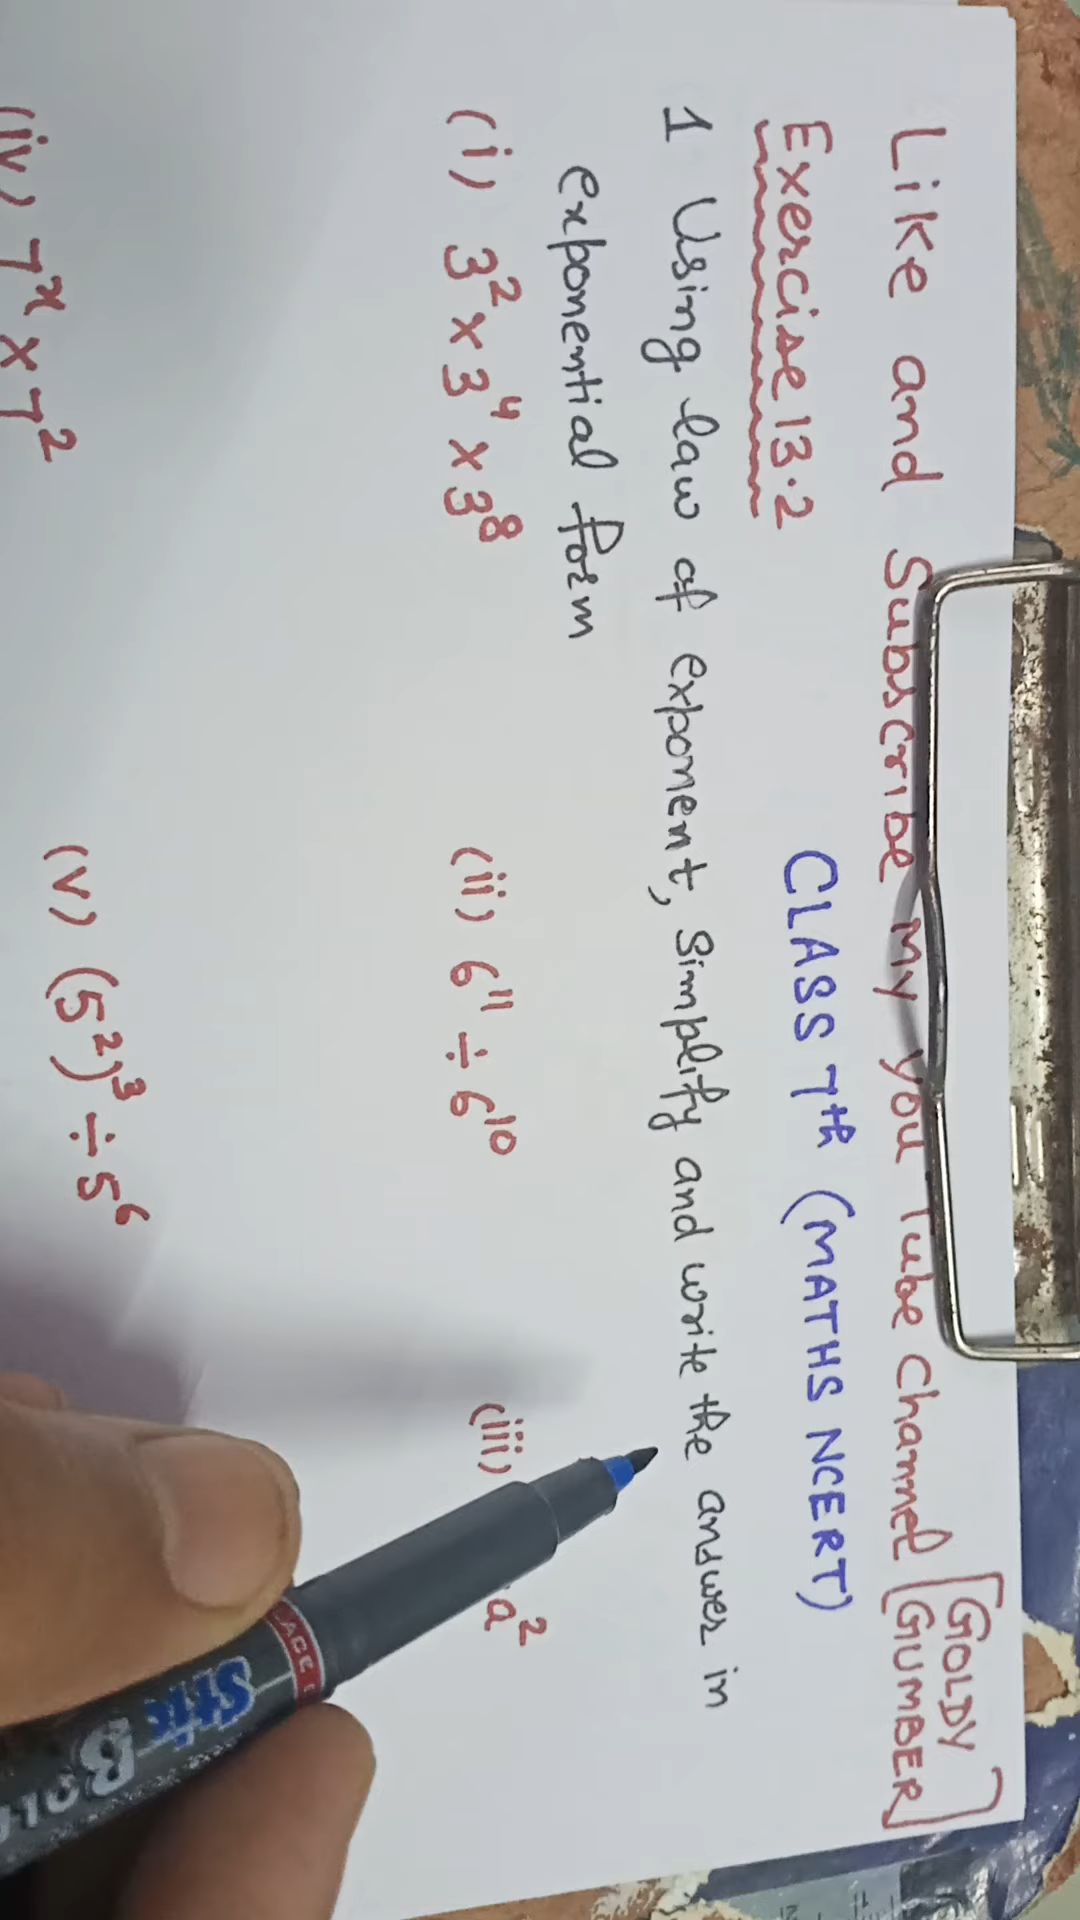 Like and Subscribe My you Tube Channel [GOLDY GUMBER]
Exercise 13.2 CLASS 7th (MATHS NCERT)
1 Using law of exponent, Simplify and write the answer in
exponential form
(i) 3² × 3⁴ × 3⁸ (ii) 6¹¹ ÷ 6¹⁰ (iii) a²
(iv) 7ˣ × 7² (v) (5²)³ ÷ 5⁶
Stic